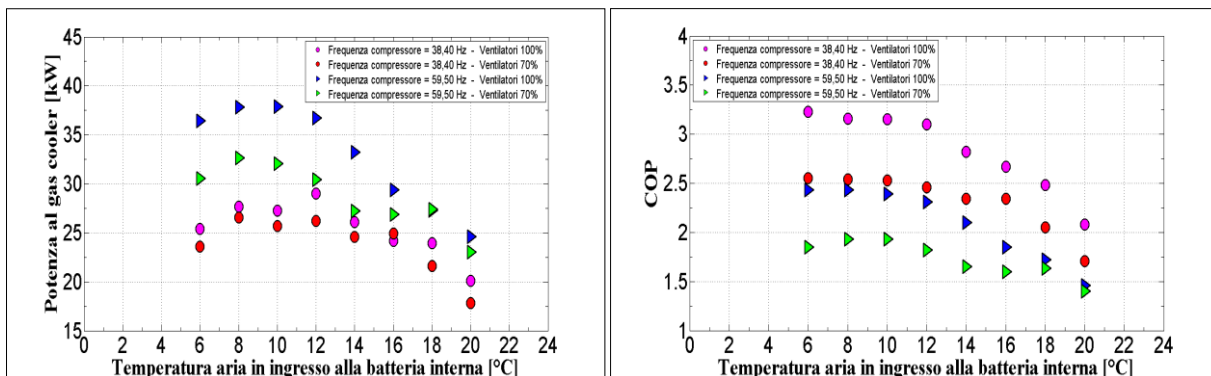 45
40
35
30
25
20
15
Potenza al gas cooler [kW]
Frequenza compressore = 38,40 Hz - Ventilatori 100%
Frequenza compressore = 38,40 Hz - Ventilatori 70%
Frequenza compressore = 59,50 Hz - Ventilatori 100%
Frequenza compressore = 59,50 Hz - Ventilatori 70%
0 2 4 6 8 10 12 14 16 18 20 22 24
Temperatura aria in ingresso alla batteria interna [°C]
4
3.5
3
2.5
2
1.5
1
COP
Frequenza compressore = 38,40 Hz - Ventilatori 100%
Frequenza compressore = 38,40 Hz - Ventilatori 70%
Frequenza compressore = 59,50 Hz - Ventilatori 100%
Frequenza compressore = 59,50 Hz - Ventilatori 70%
0 2 4 6 8 10 12 14 16 18 20 22 24
Temperatura aria in ingresso alla batteria interna [°C]